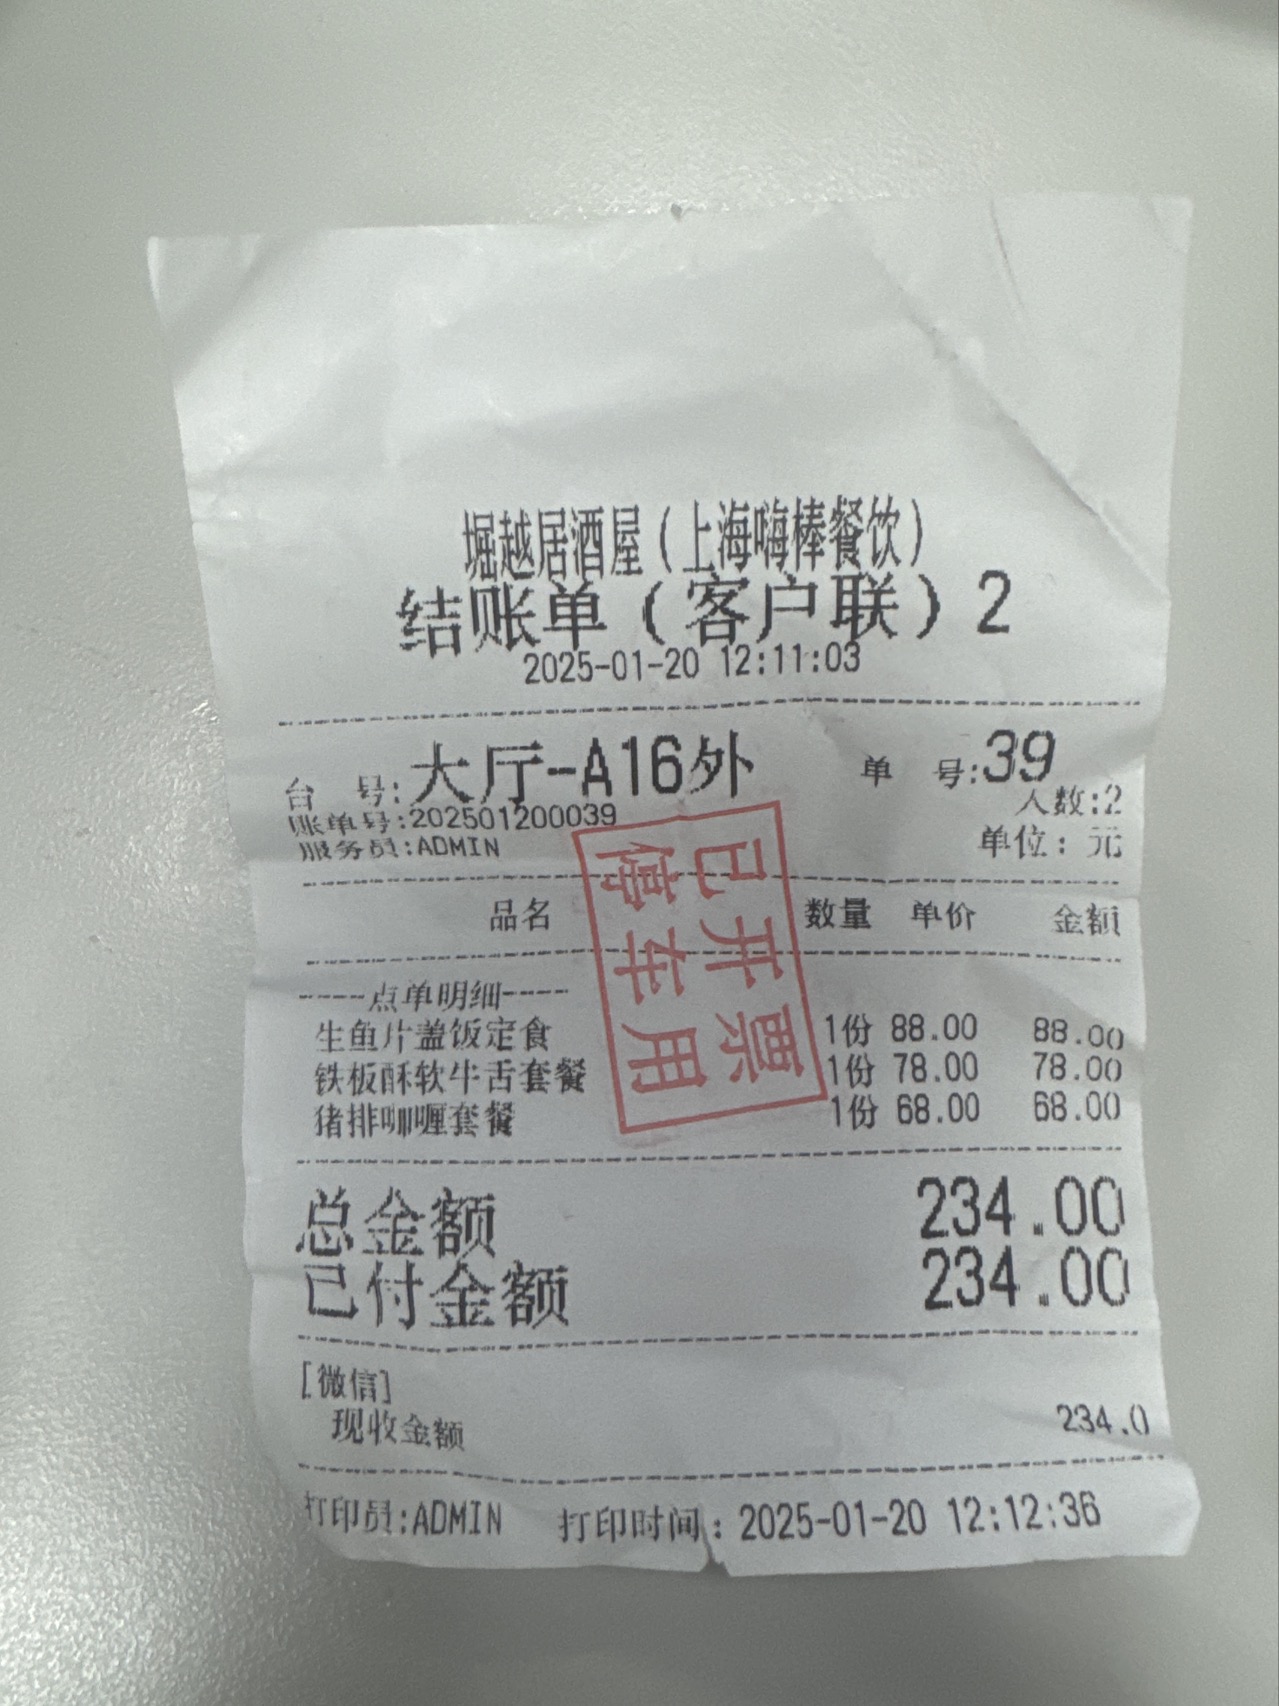 堀越居酒屋(上海嗨棒餐饮)
结账单(客户联)2
2025-01-20 12:11:03
台 号:大厅-A16外 单 号:39
人数:2
账单号:202501200039
服务员:ADMIN 单位: 元
品名 数量 单价 金额
----点单明细----
生鱼片盖饭定食 1份 88.00 88.00
铁板酥软牛舌套餐 1份 78.00 78.00
猪排咖喱套餐 1份 68.00 68.00
已开票
停车用
总金额 234.00
已付金额 234.00
[微信]
现收金额 234.0
打印员:ADMIN 打印时间: 2025-01-20 12:12:36